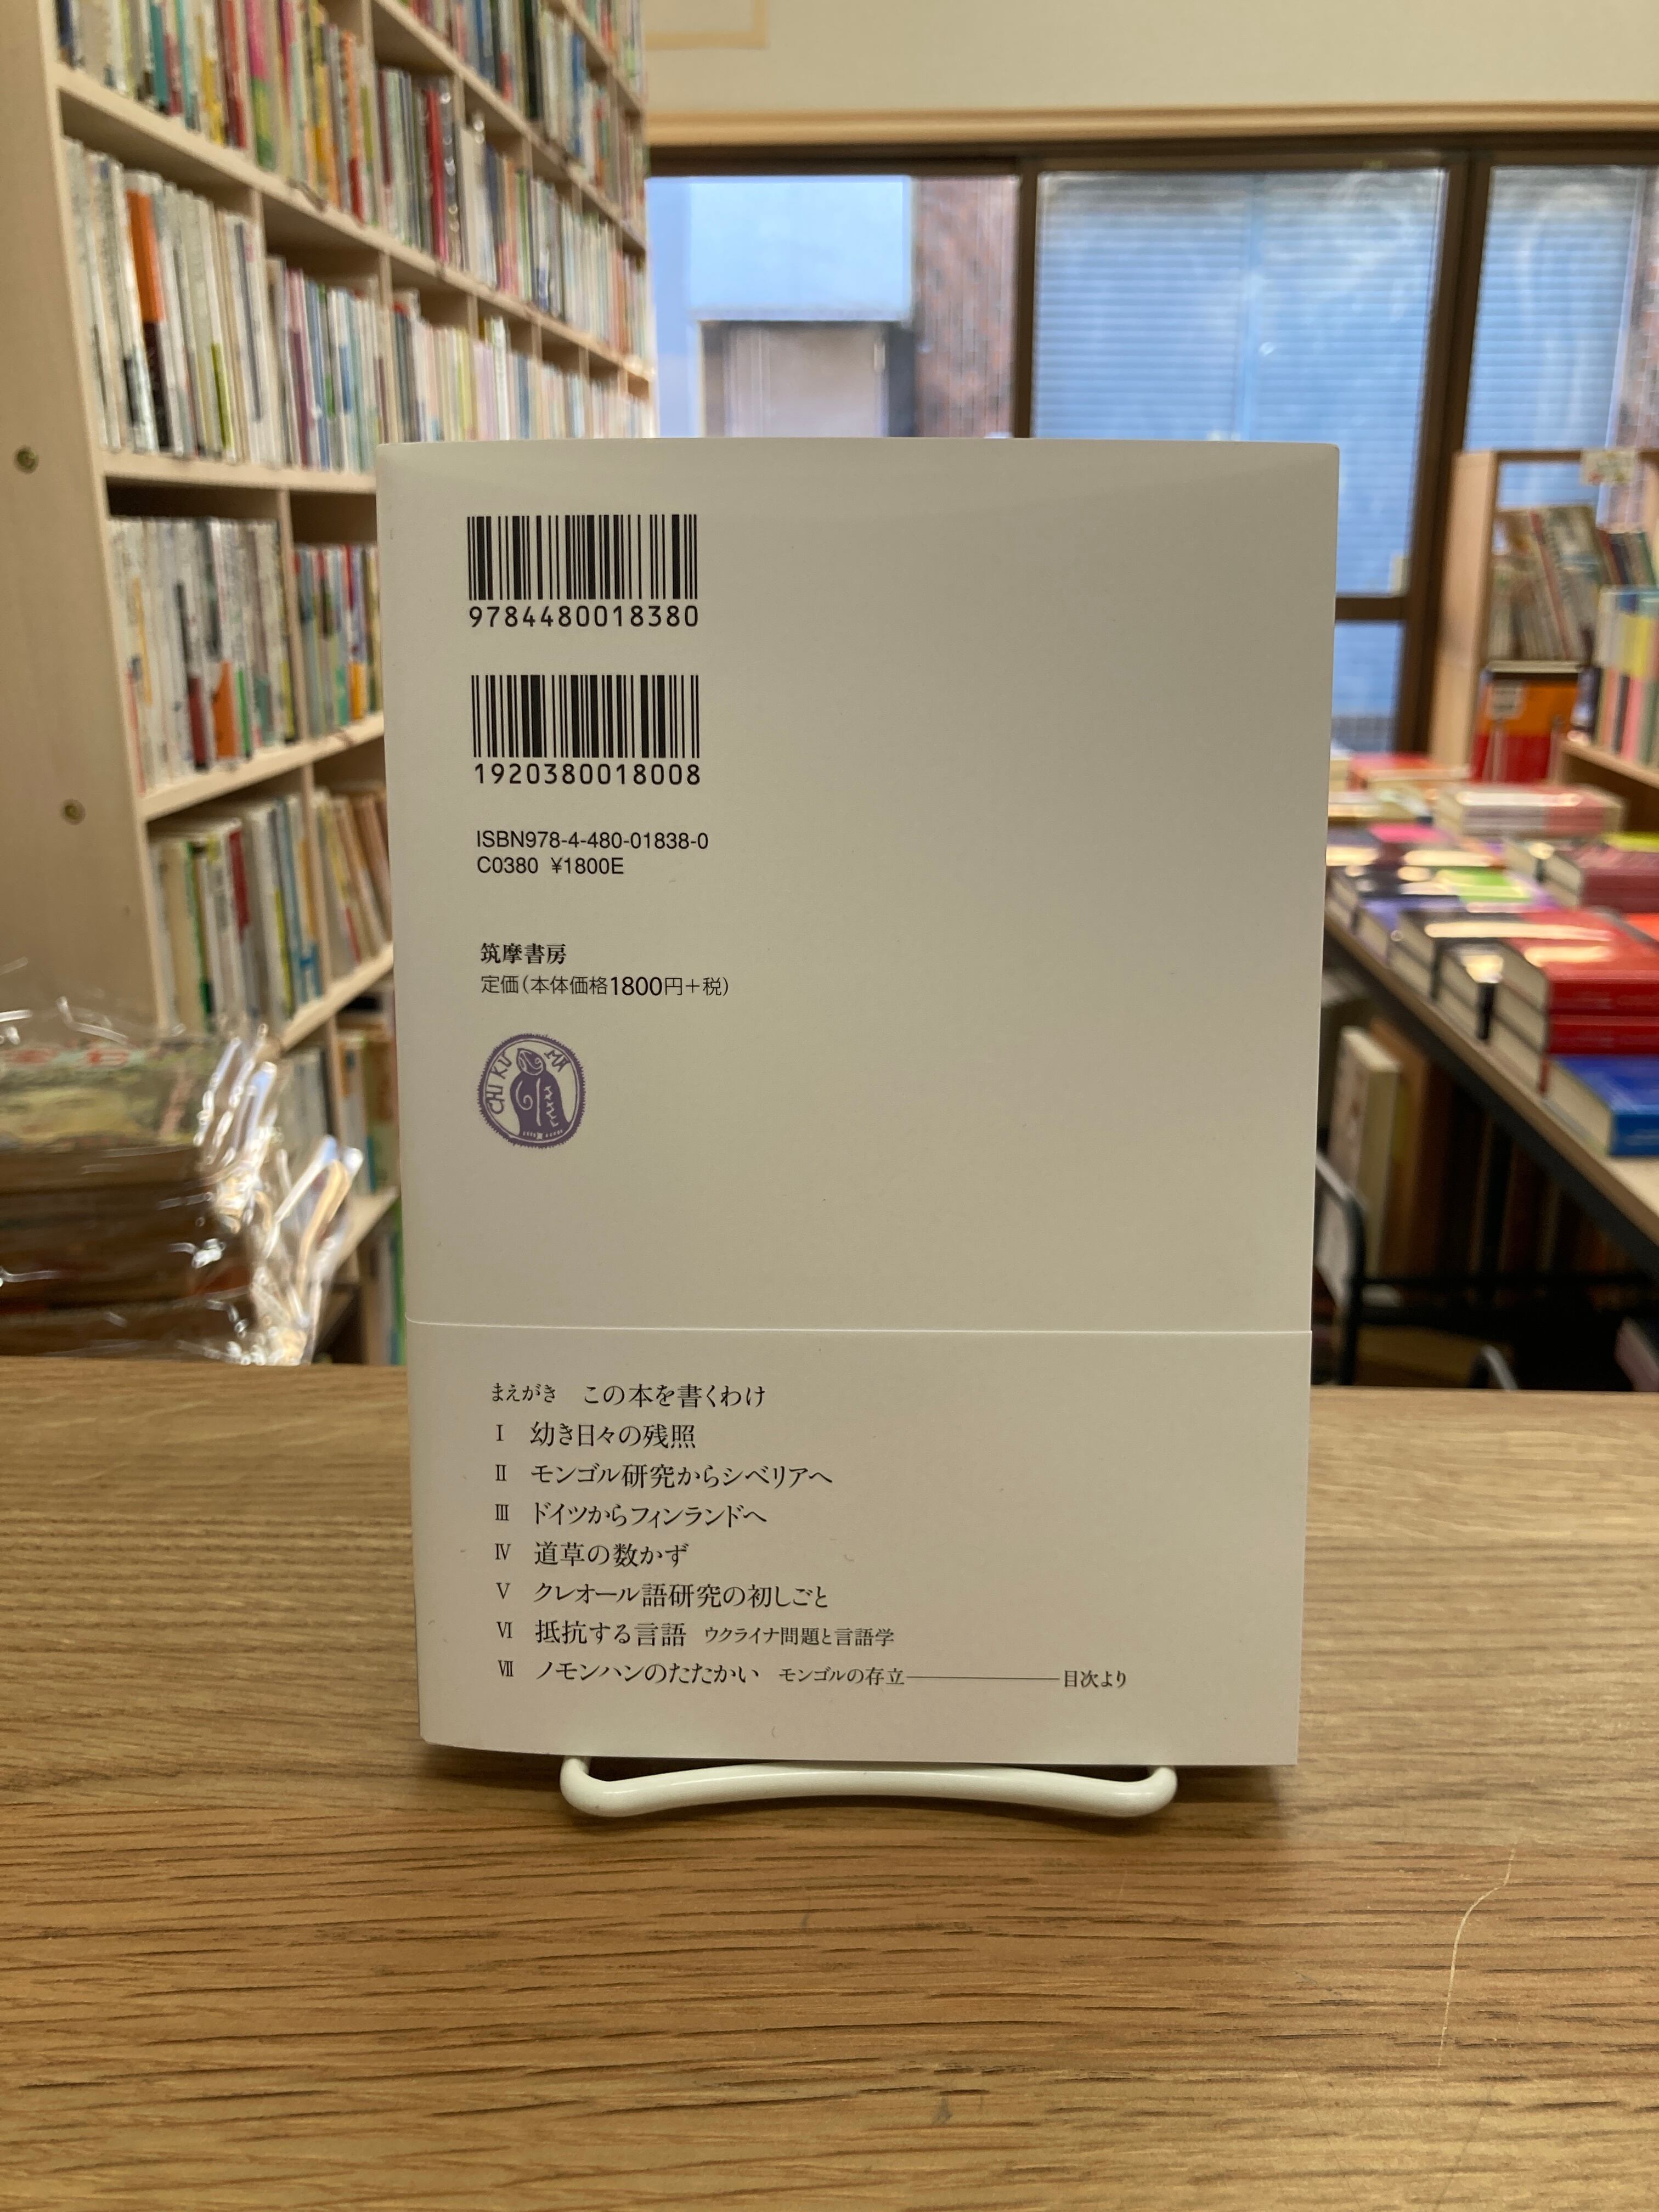 9784480018380
1920380018008
ISBN978-4-480-01838-0
C0380 ¥1800E
筑摩書房
定価(本体価格1800円+税)
CHIKUMA
まえがき この本を書くわけ
Ⅰ 幼き日々の残照
Ⅱ モンゴル研究からシベリアへ
Ⅲ ドイツからフィンランドへ
Ⅳ 道草の数かず
Ⅴ クレオール語研究の初しごと
Ⅵ 抵抗する言語 ウクライナ問題と言語学
Ⅶ ノモンハンのたたかい モンゴルの存立――――目次より